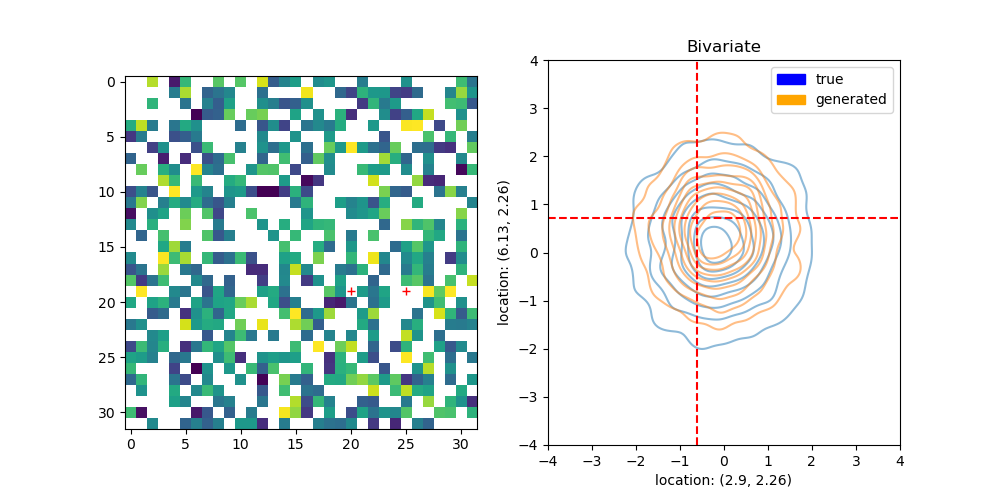 0
5
10
15
20
25
30
0 5 10 15 20 25 30
Bivariate
true
generated
location: (6.13, 2.26)
4
3
2
1
0
−1
−2
−3
−4
−4 −3 −2 −1 0 1 2 3 4
location: (2.9, 2.26)